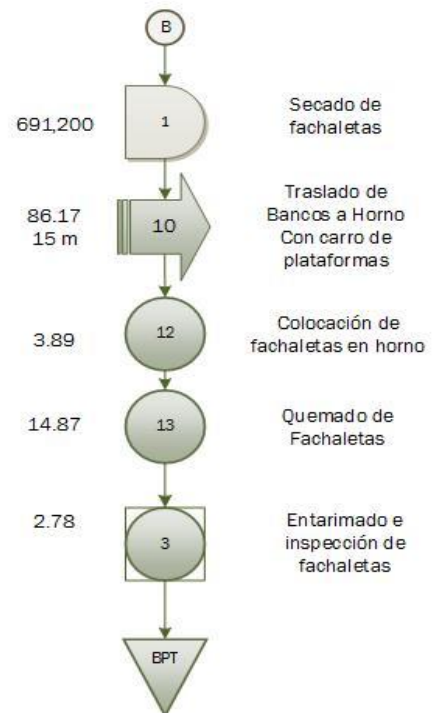 B
691,200
1
Secado de
fachaletas
86.17
15 m
10
Traslado de
Bancos a Horno
Con carro de
plataformas
3.89
12
Colocación de
fachaletas en horno
14.87
13
Quemado de
Fachaletas
2.78
3
Entarimado e
inspección de
fachaletas
BPT